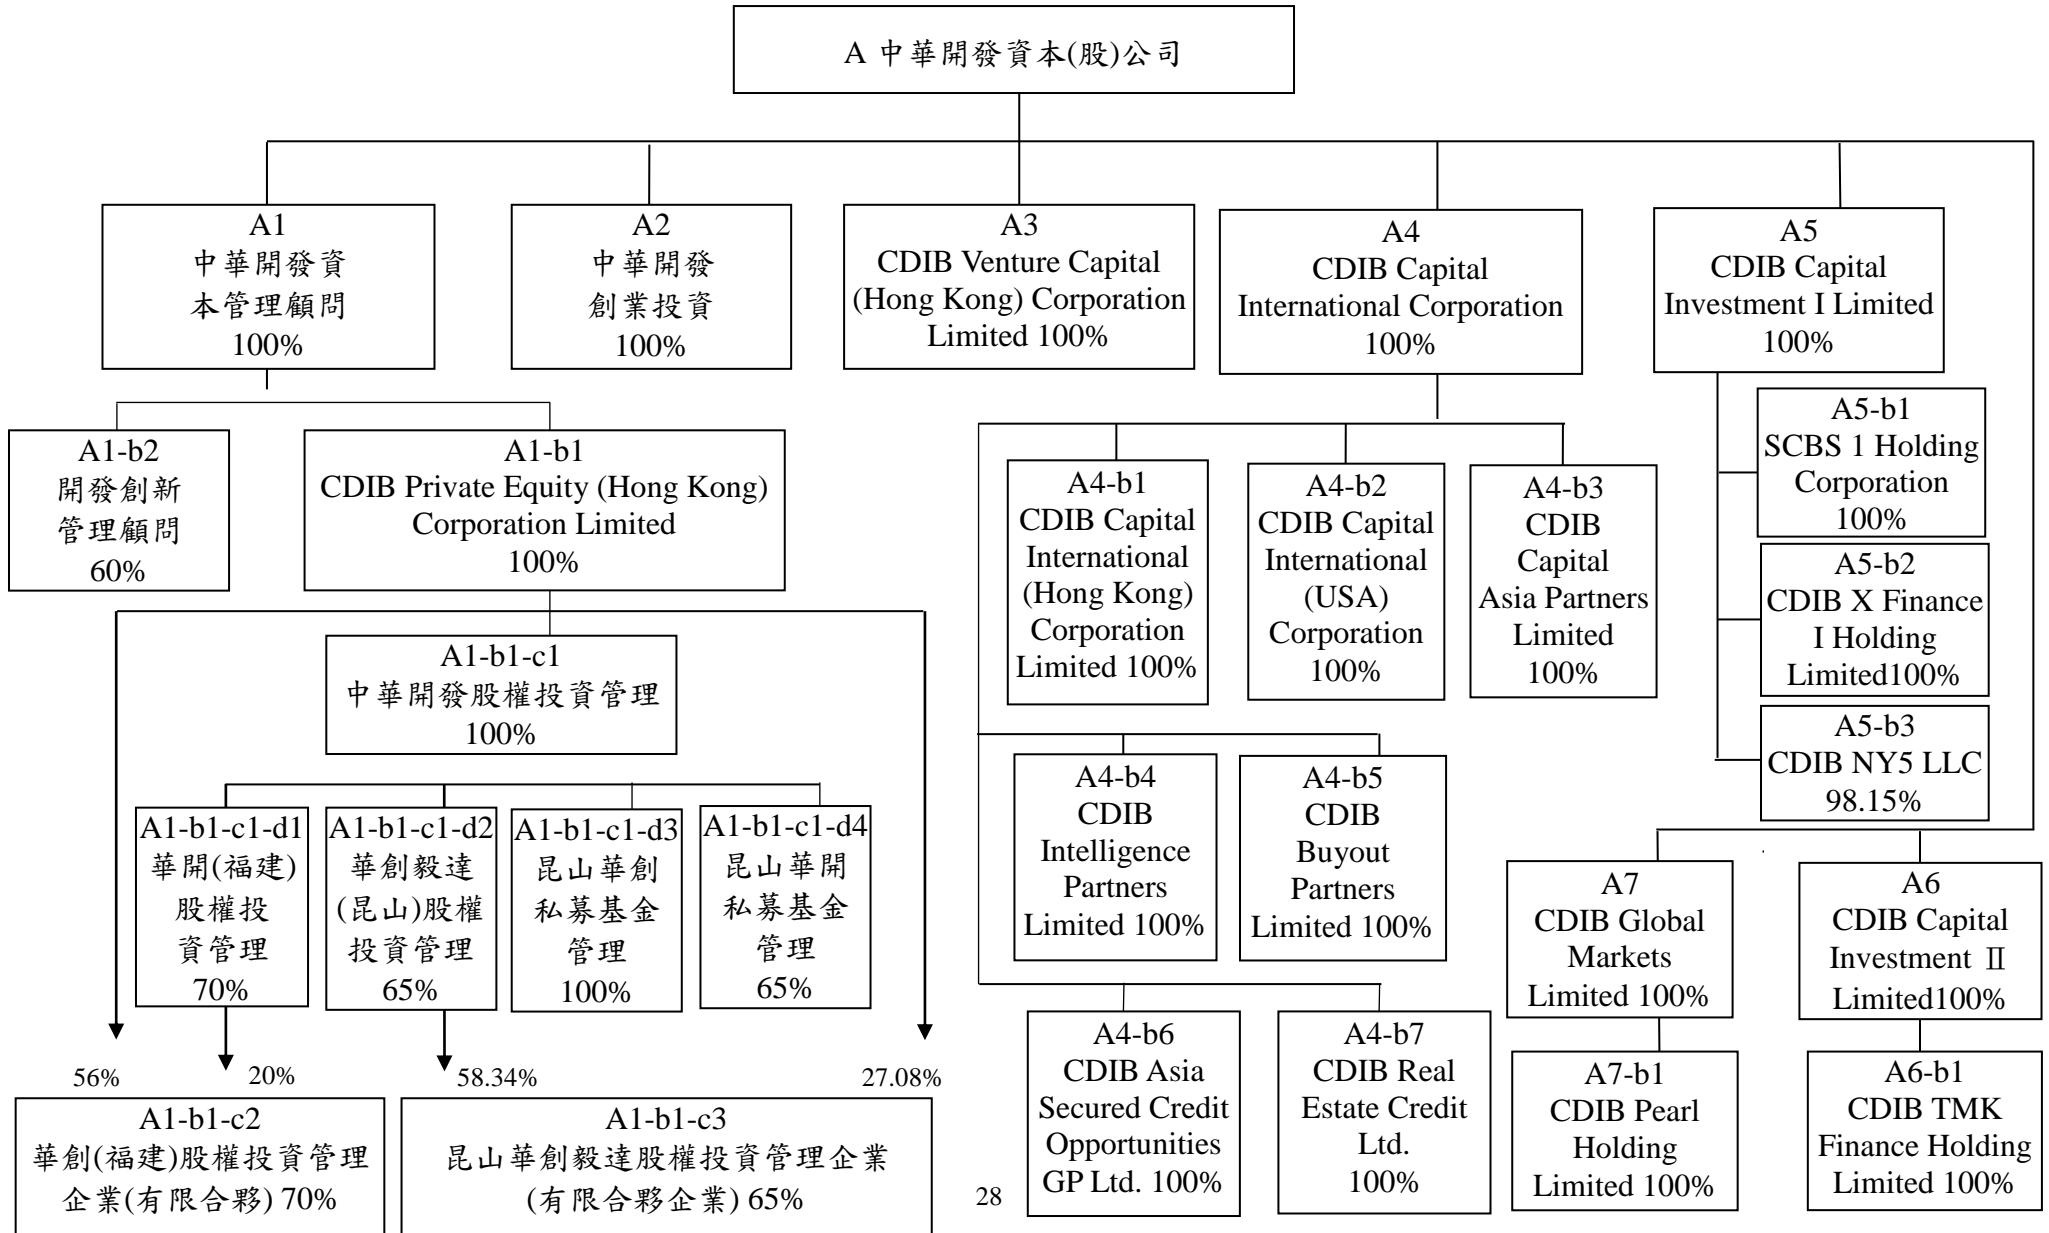 A 中華開發資本(股)公司
A1
中華開發資
本管理顧問
100%
A2
中華開發
創業投資
100%
A3
CDIB Venture Capital
(Hong Kong) Corporation
Limited 100%
A4
CDIB Capital
International Corporation
100%
A5
CDIB Capital
Investment I Limited
100%
A1-b2
開發創新
管理顧問
60%
A1-b1
CDIB Private Equity (Hong Kong)
Corporation Limited
100%
A4-b1
CDIB Capital
International
(Hong Kong)
Corporation
Limited 100%
A4-b2
CDIB Capital
International
(USA)
Corporation
100%
A4-b3
CDIB
Capital
Asia Partners
Limited
100%
A5-b1
SCBS 1 Holding
Corporation
100%
A5-b2
CDIB X Finance
I Holding
Limited100%
A5-b3
CDIB NY5 LLC
98.15%
A1-b1-c1
中華開發股權投資管理
100%
A1-b1-c1-d1
華開(福建)
股權投
資管理
70%
A1-b1-c1-d2
華創毅達
(昆山)股權
投資管理
65%
A1-b1-c1-d3
昆山華創
私募基金
管理
100%
A1-b1-c1-d4
昆山華開
私募基金
管理
65%
A4-b4
CDIB
Intelligence
Partners
Limited 100%
A4-b5
CDIB
Buyout
Partners
Limited 100%
A7
CDIB Global
Markets
Limited 100%
A6
CDIB Capital
Investment Ⅱ
Limited100%
A4-b6
CDIB Asia
Secured Credit
Opportunities
GP Ltd. 100%
A4-b7
CDIB Real
Estate Credit
Ltd.
100%
A7-b1
CDIB Pearl
Holding
Limited 100%
A6-b1
CDIB TMK
Finance Holding
Limited 100%
56%
20%
58.34%
27.08%
A1-b1-c2
華創(福建)股權投資管理
企業(有限合夥) 70%
A1-b1-c3
昆山華創毅達股權投資管理企業
(有限合夥企業) 65%
28